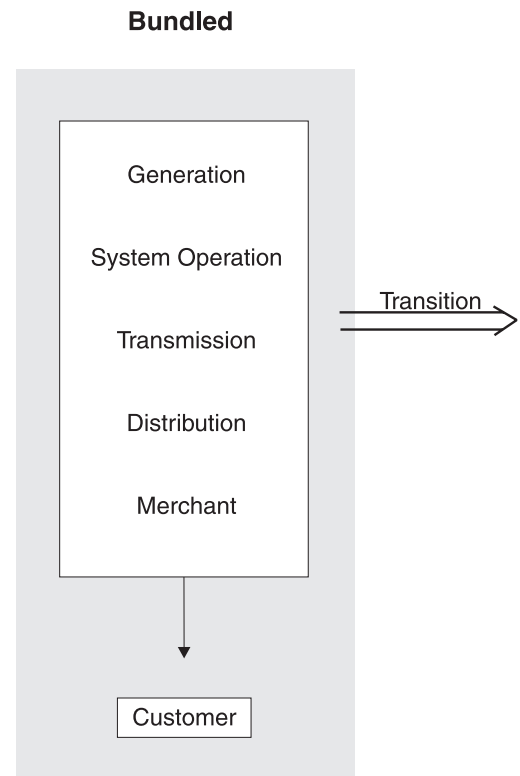 Bundled
Generation
System Operation
Transition
Transmission
Distribution
Merchant
Customer